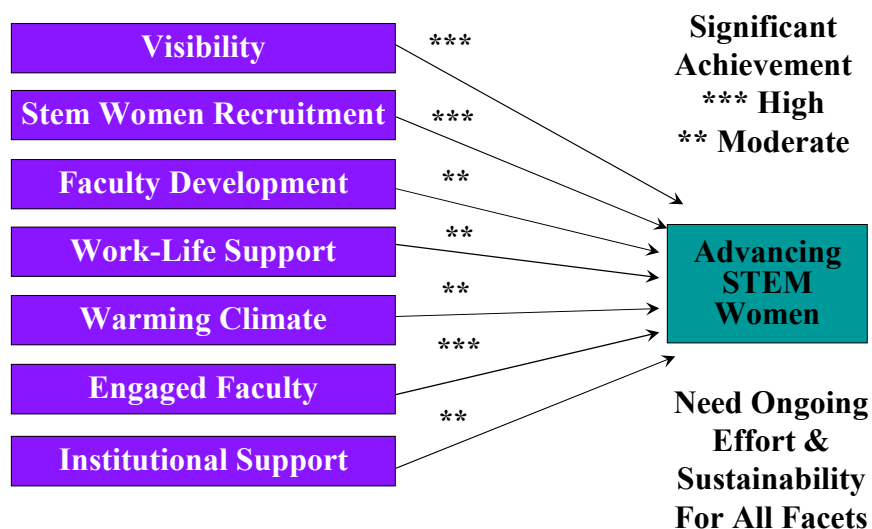 Visibility
***
Stem Women Recruitment
***
Faculty Development
**
Work-Life Support
**
Warming Climate
**
Engaged Faculty
***
Institutional Support
**
Significant
Achievement
*** High
** Moderate
Advancing
STEM
Women
Need Ongoing
Effort &
Sustainability
For All Facets